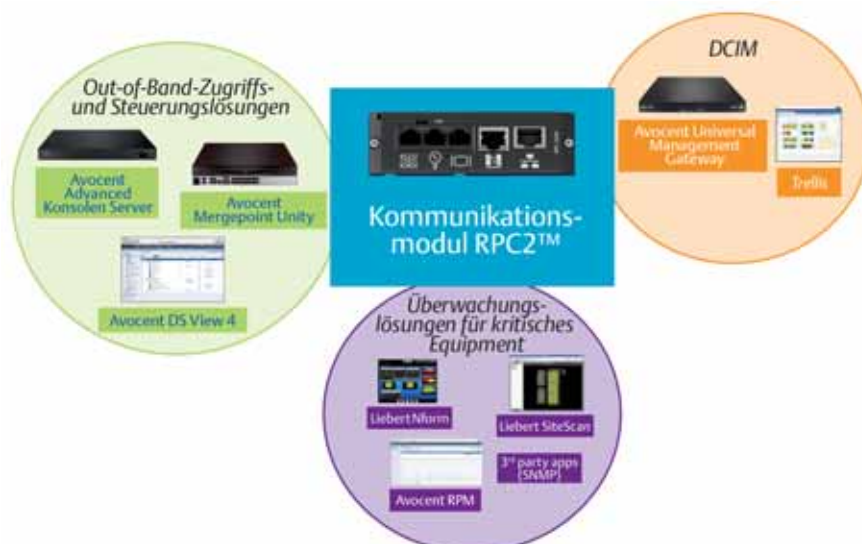 Out-of-Band-Zugriffs-
und Steuerungslösungen
Avocent
Advanced
Konsolen Server
Avocent
Mergepoint Unity
Avocent DS View 4
Kommunikations-
modul RPC2™
DCIM
Avocent Universal
Management
Gateway
Trellis
Überwachungs-
lösungen für kritisches
Equipment
Liebert Nform
Liebert SiteScan
Avocent RPM
3rd party apps
(SNMP)